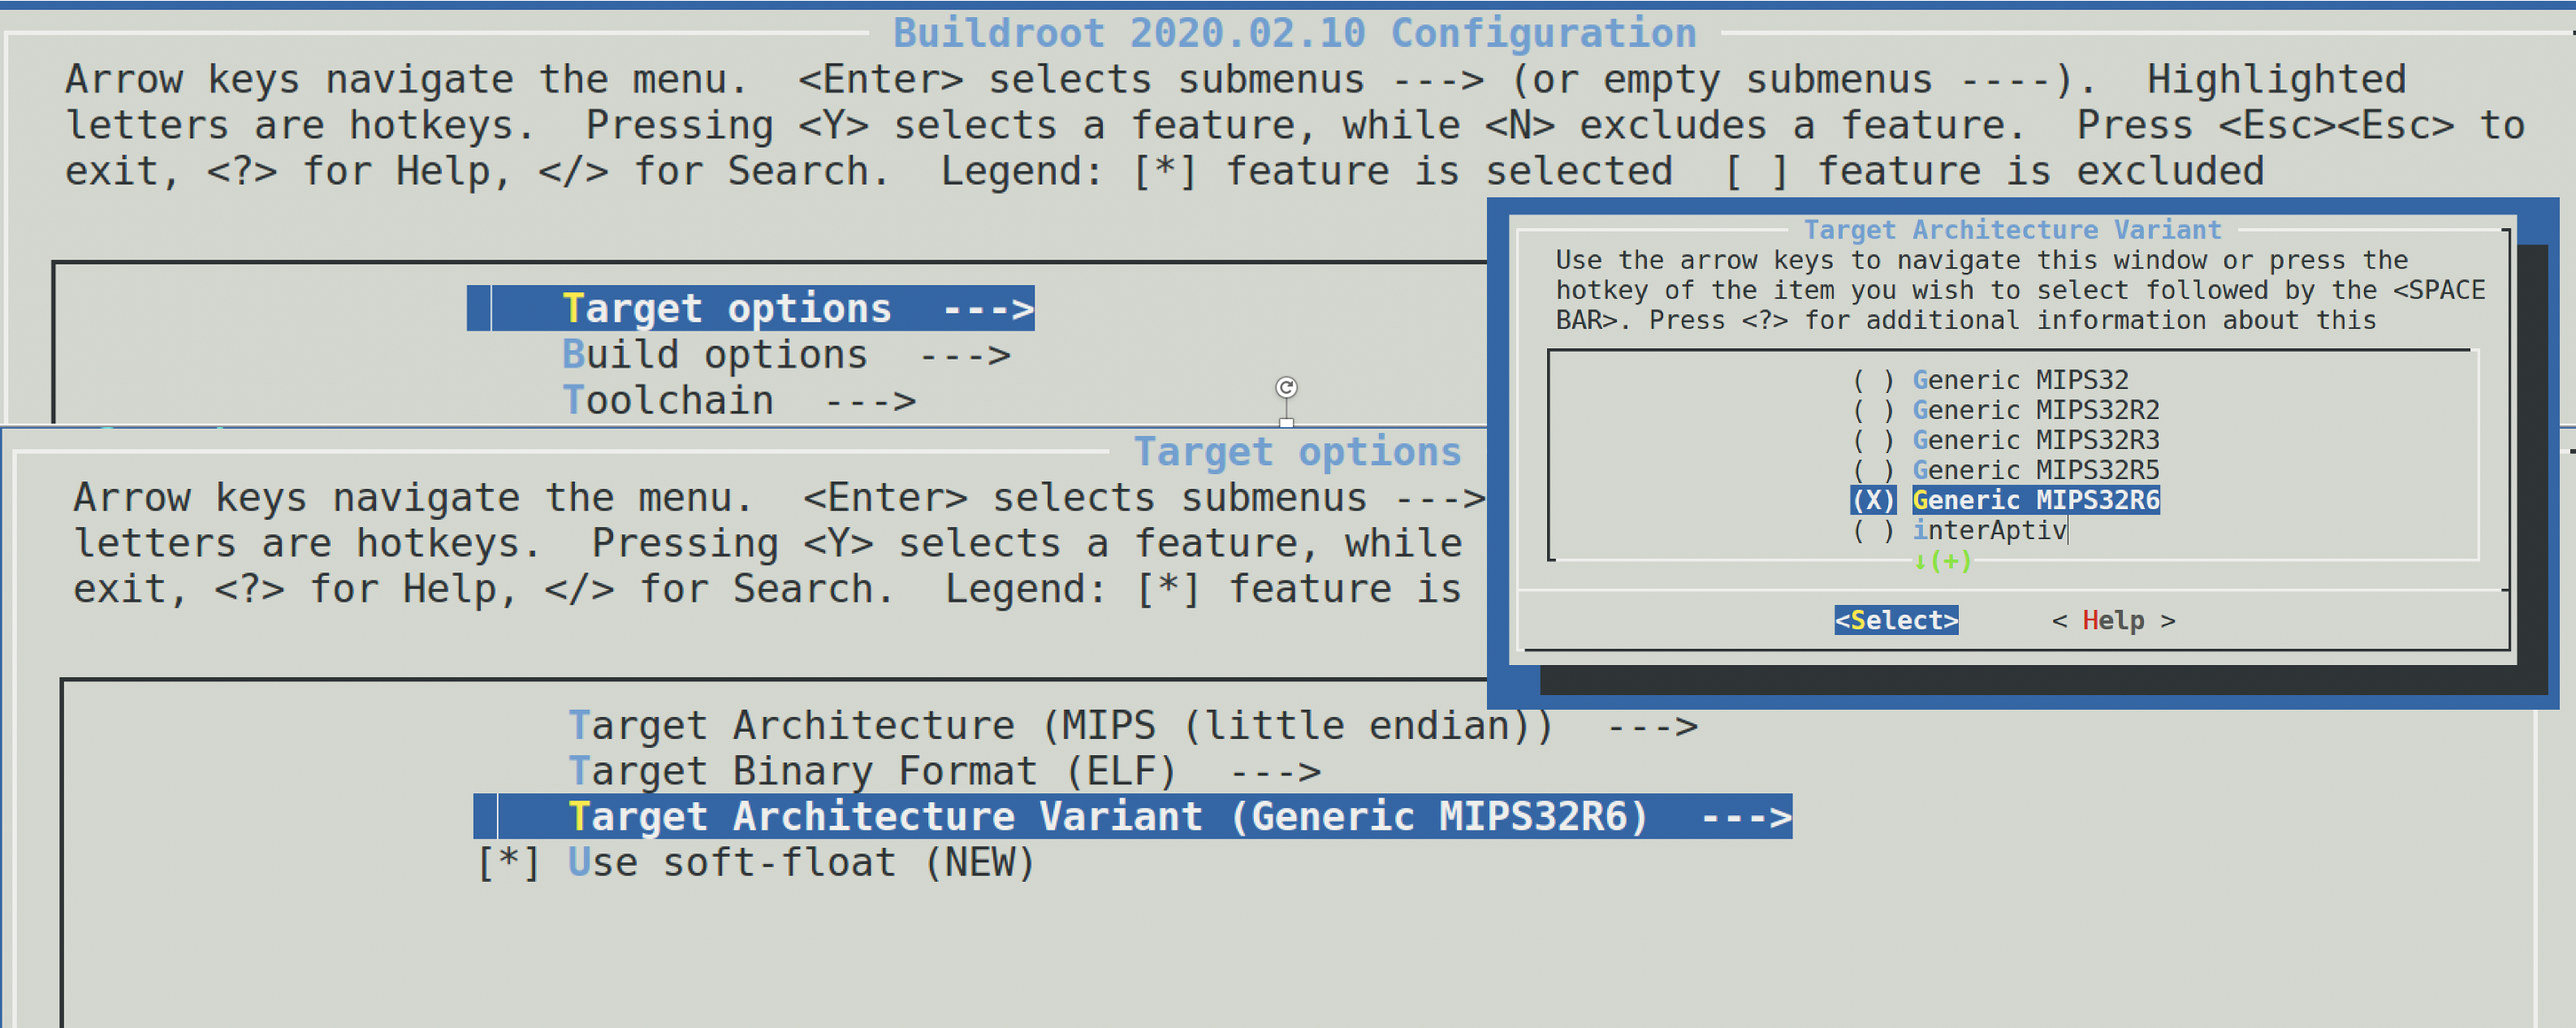 Buildroot 2020.02.10 Configuration
Arrow keys navigate the menu.  <Enter> selects submenus ---> (or empty submenus ----).  Highlighted
letters are hotkeys.  Pressing <Y> selects a feature, while <N> excludes a feature.  Press <Esc><Esc> to
exit, <?> for Help, </> for Search.  Legend: [*] feature is selected  [ ] feature is excluded
Target options  --->
Build options  --->
Toolchain  --->
Target Architecture Variant
Use the arrow keys to navigate this window or press the
hotkey of the item you wish to select followed by the <SPACE
BAR>. Press <?> for additional information about this
( ) Generic MIPS32
( ) Generic MIPS32R2
( ) Generic MIPS32R3
( ) Generic MIPS32R5
(X) Generic MIPS32R6
( ) interAptiv
↓(+)
<Select>      < Help >
Target options
Arrow keys navigate the menu.  <Enter> selects submenus --->
letters are hotkeys.  Pressing <Y> selects a feature, while
exit, <?> for Help, </> for Search.  Legend: [*] feature is
Target Architecture (MIPS (little endian))  --->
Target Binary Format (ELF)  --->
Target Architecture Variant (Generic MIPS32R6)  --->
[*] Use soft-float (NEW)